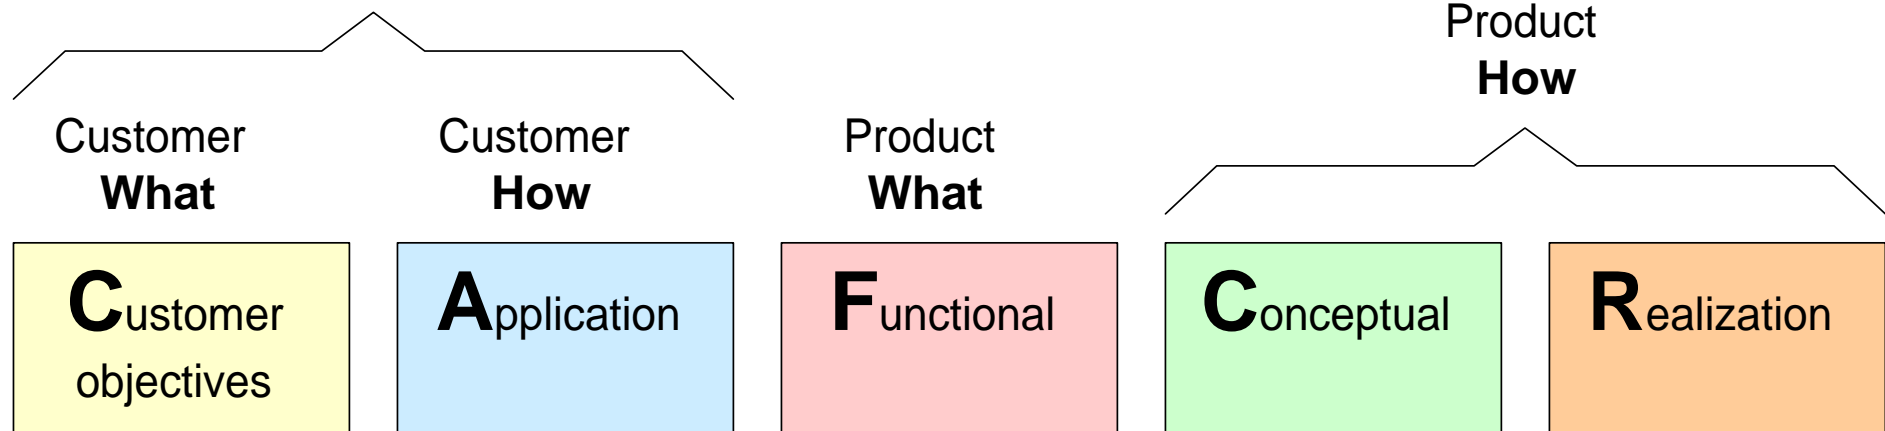 Product
How
Customer
What
Customer
How
Product
What
Customer
objectives
Application
Functional
Conceptual
Realization